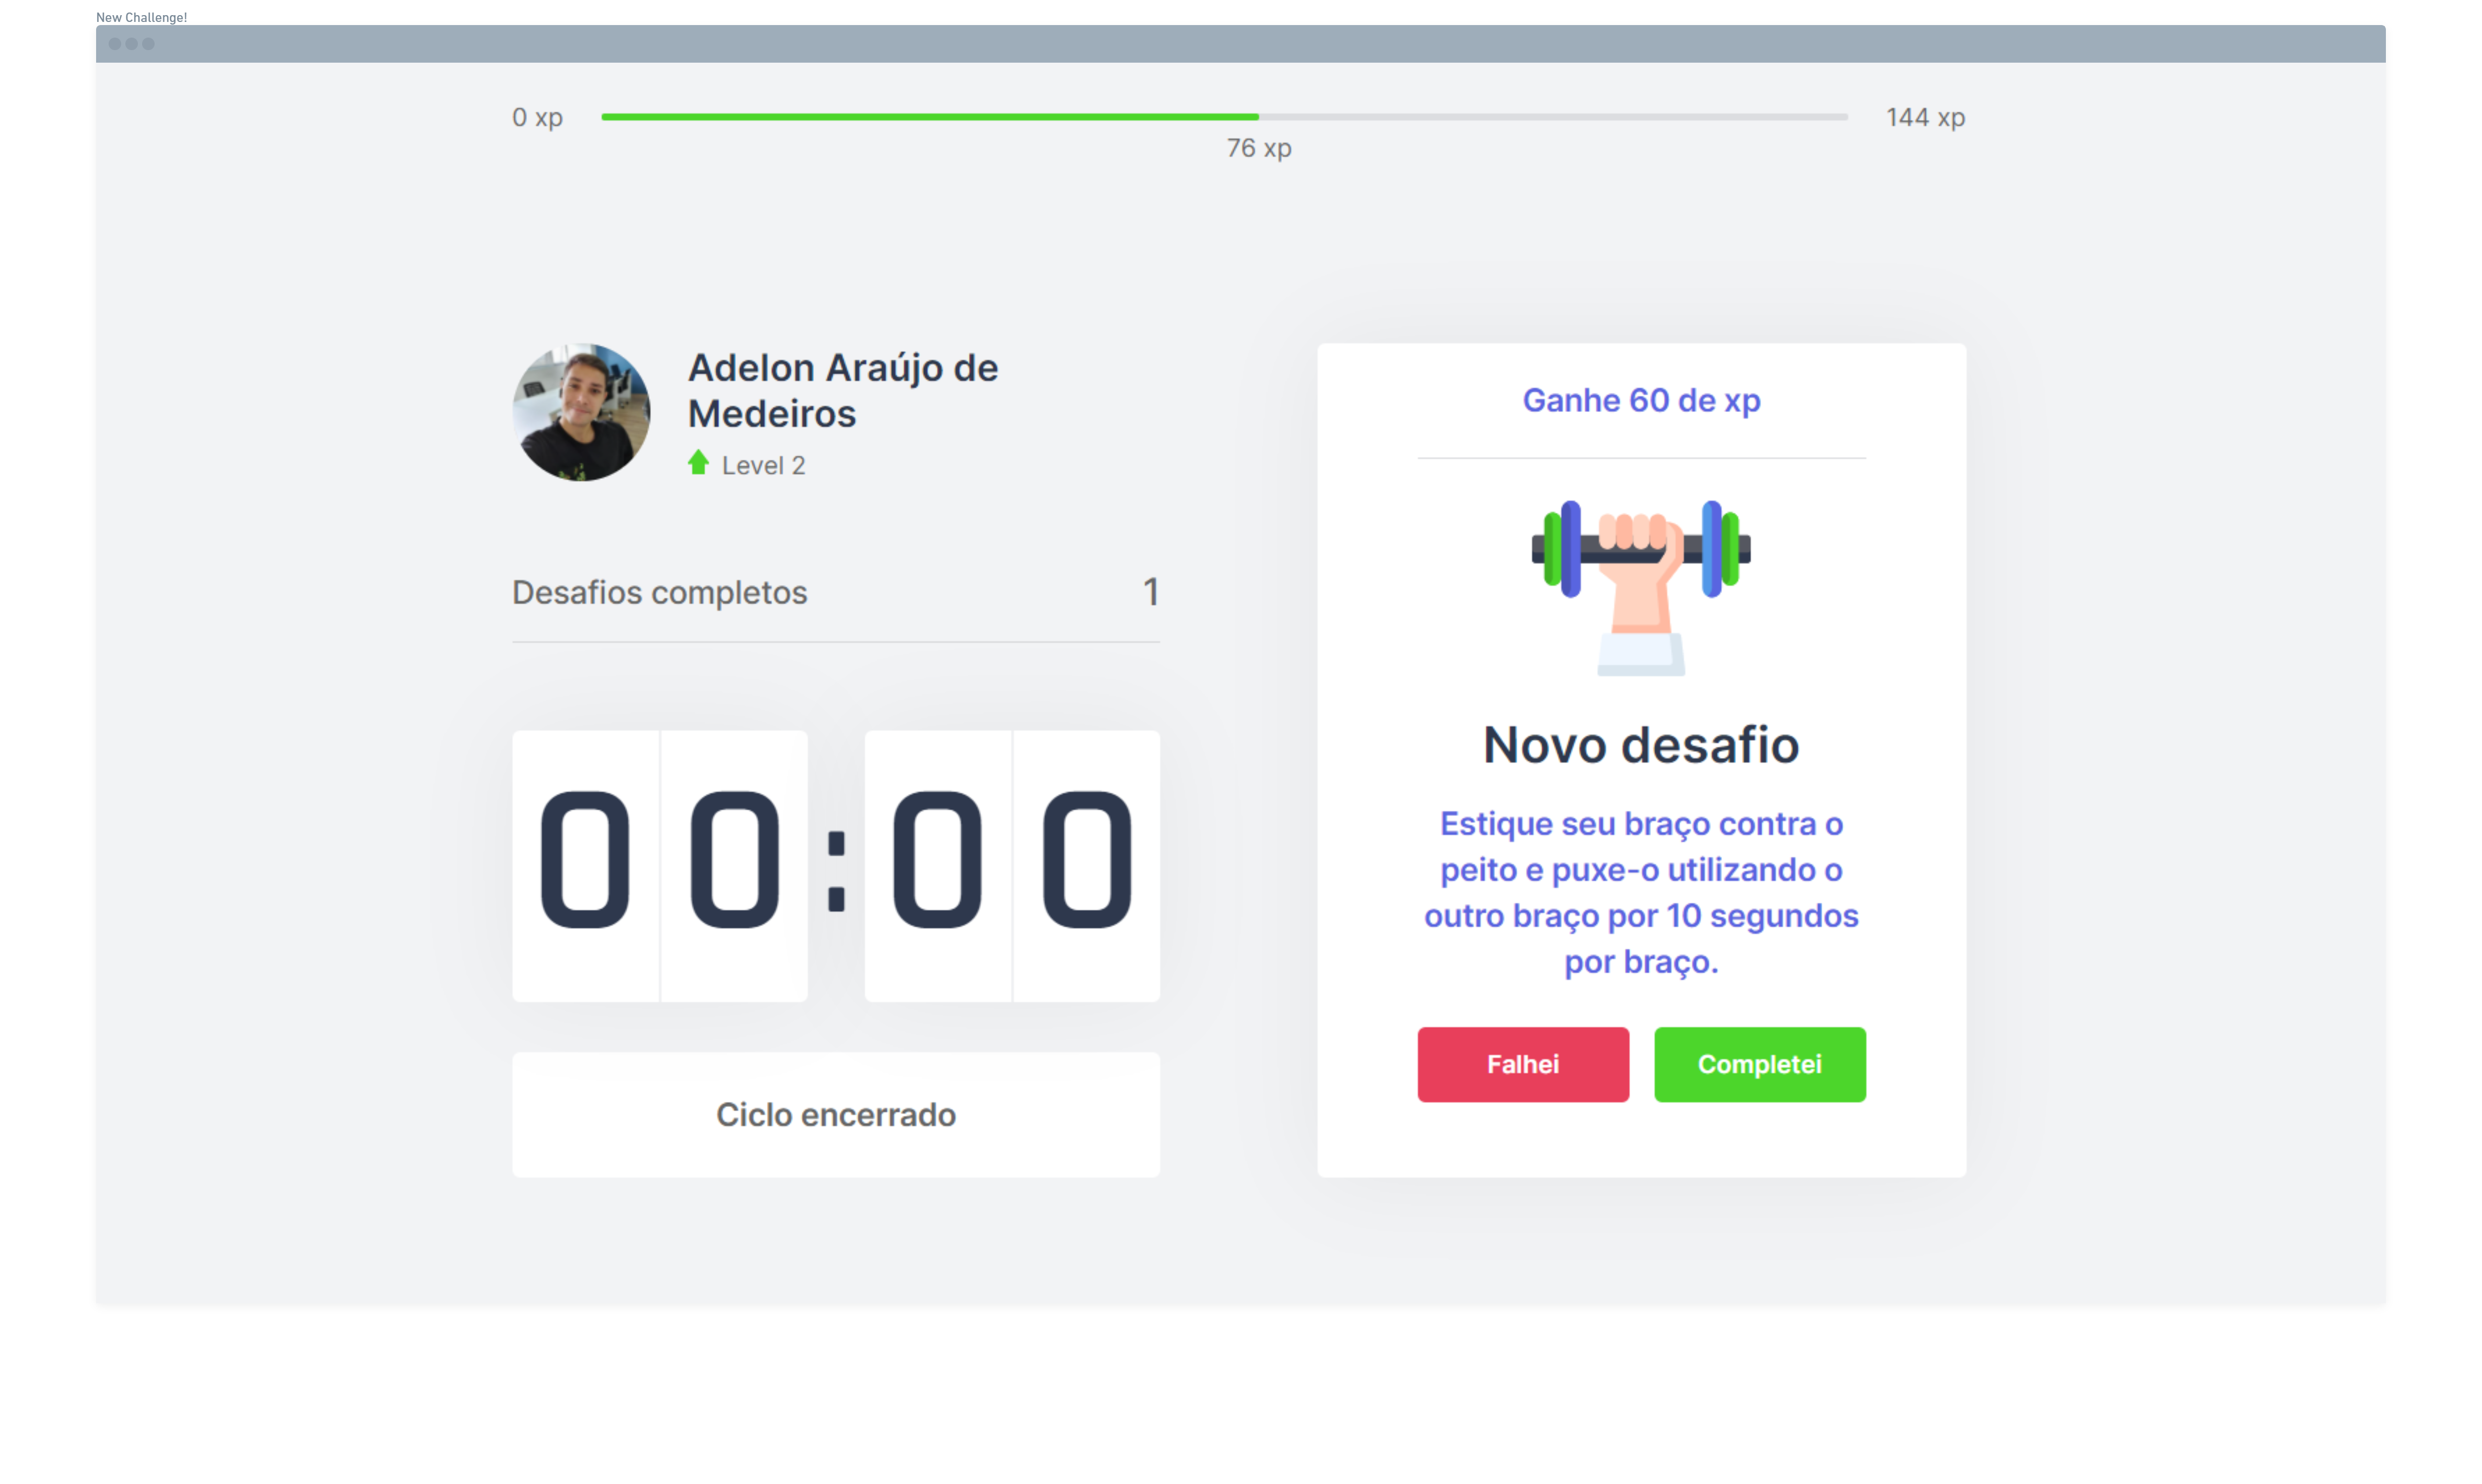 New Challenge!
0 xp
144 xp
76 xp
Adelon Araújo de
Medeiros
Level 2
Desafios completos
1
00:00
Ciclo encerrado
Ganhe 60 de xp
Novo desafio
Estique seu braço contra o
peito e puxe-o utilizando o
outro braço por 10 segundos
por braço.
Falhei
Completei